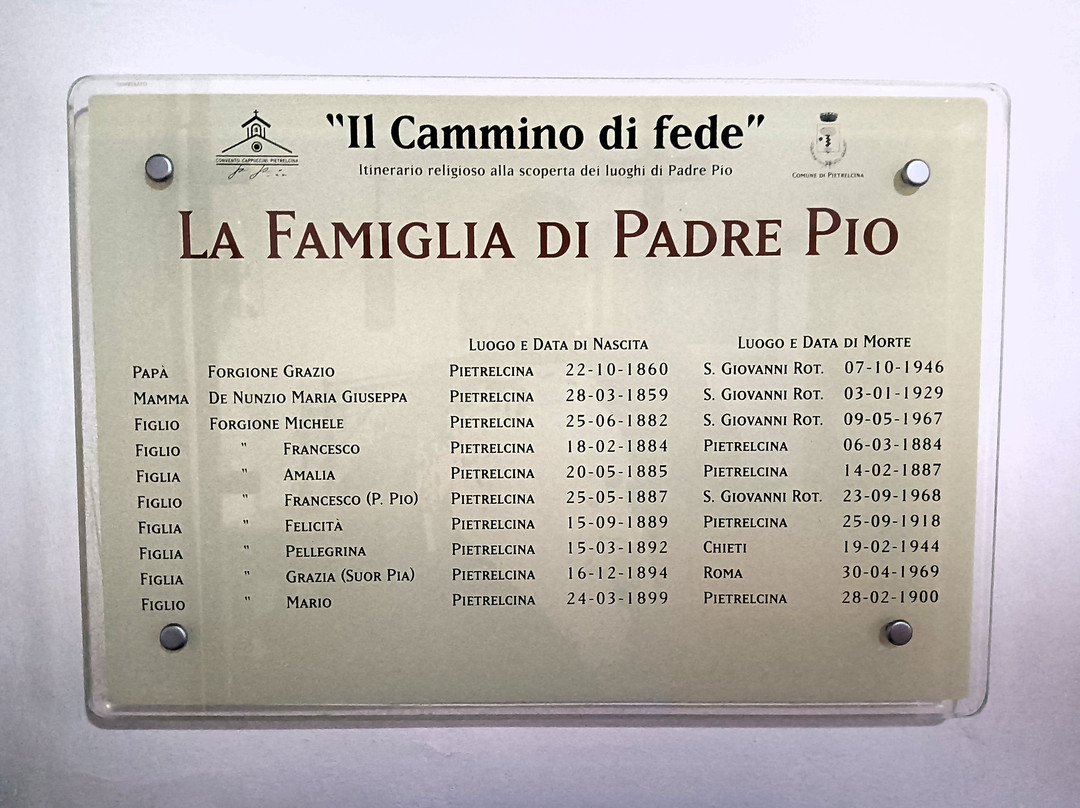 "Il Cammino di fede"
Itinerario religioso alla scoperta dei luoghi di Padre Pio
CONVENTO CAPPUCCINI PIETRELCINA
COMUNE DI PIETRELCINA
LA FAMIGLIA DI PADRE PIO
LUOGO E DATA DI NASCITA LUOGO E DATA DI MORTE
PAPÀ FORGIONE GRAZIO PIETRELCINA 22-10-1860 S. GIOVANNI ROT. 07-10-1946
MAMMA DE NUNZIO MARIA GIUSEPPA PIETRELCINA 28-03-1859 S. GIOVANNI ROT. 03-01-1929
FIGLIO FORGIONE MICHELE PIETRELCINA 25-06-1882 S. GIOVANNI ROT. 09-05-1967
FIGLIO " FRANCESCO PIETRELCINA 18-02-1884 PIETRELCINA 06-03-1884
FIGLIA " AMALIA PIETRELCINA 20-05-1885 PIETRELCINA 14-02-1887
FIGLIO " FRANCESCO (P. PIO) PIETRELCINA 25-05-1887 S. GIOVANNI ROT. 23-09-1968
FIGLIA " FELICITÀ PIETRELCINA 15-09-1889 PIETRELCINA 25-09-1918
FIGLIA " PELLEGRINA PIETRELCINA 15-03-1892 CHIETI 19-02-1944
FIGLIA " GRAZIA (SUOR PIA) PIETRELCINA 16-12-1894 ROMA 30-04-1969
FIGLIO " MARIO PIETRELCINA 24-03-1899 PIETRELCINA 28-02-1900